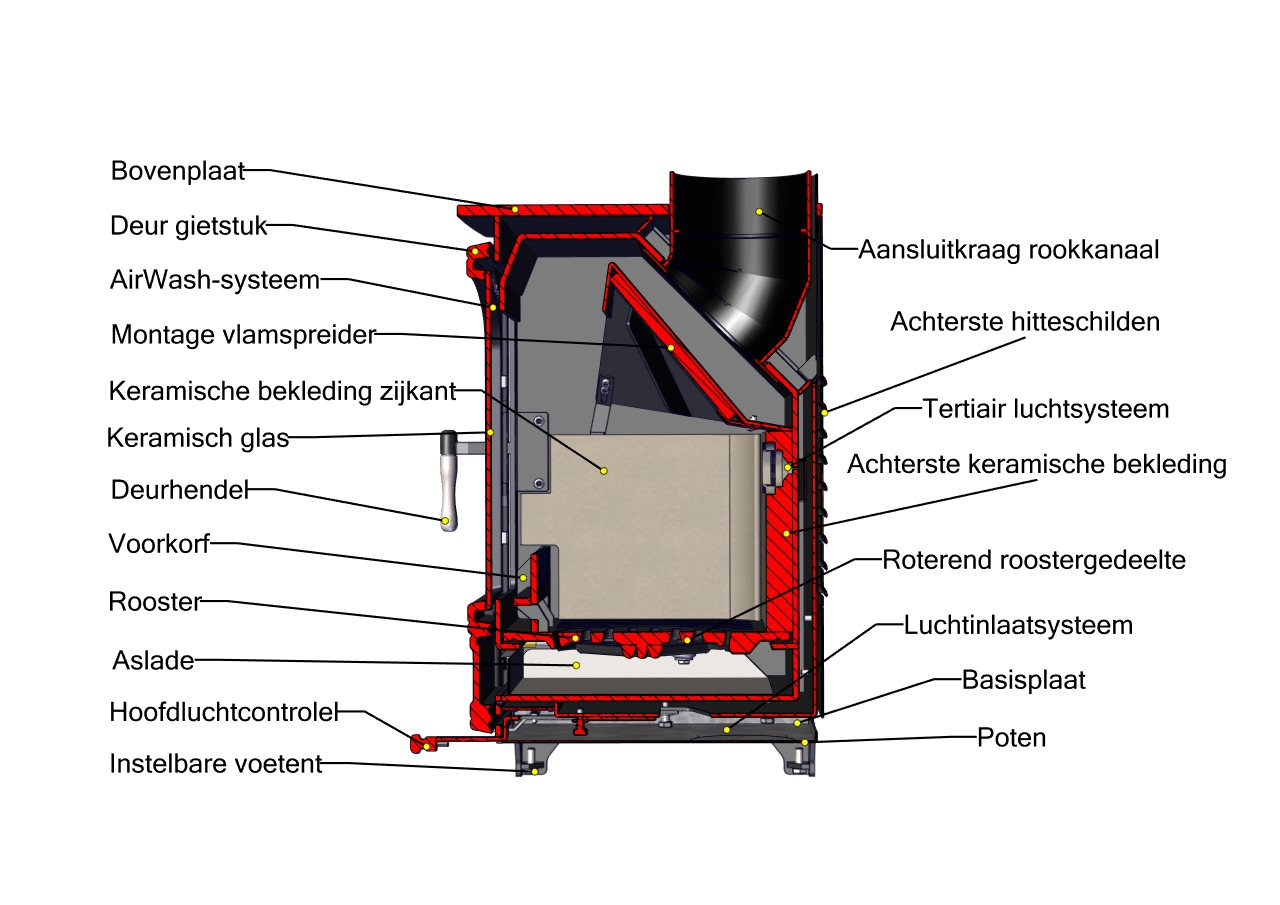 Bovenplaat
Deur gietstuk
AirWash-systeem
Montage vlamspreider
Keramische bekleding zijkant
Keramisch glas
Deurhendel
Voorkorf
Rooster
Aslade
Hoofdluchtcontrolel
Instelbare voetent
Aansluitkraag rookkanaal
Achterste hitteschilden
Tertiair luchtsysteem
Achterste keramische bekleding
Roterend roostergedeelte
Luchtinlaatsysteem
Basisplaat
Poten